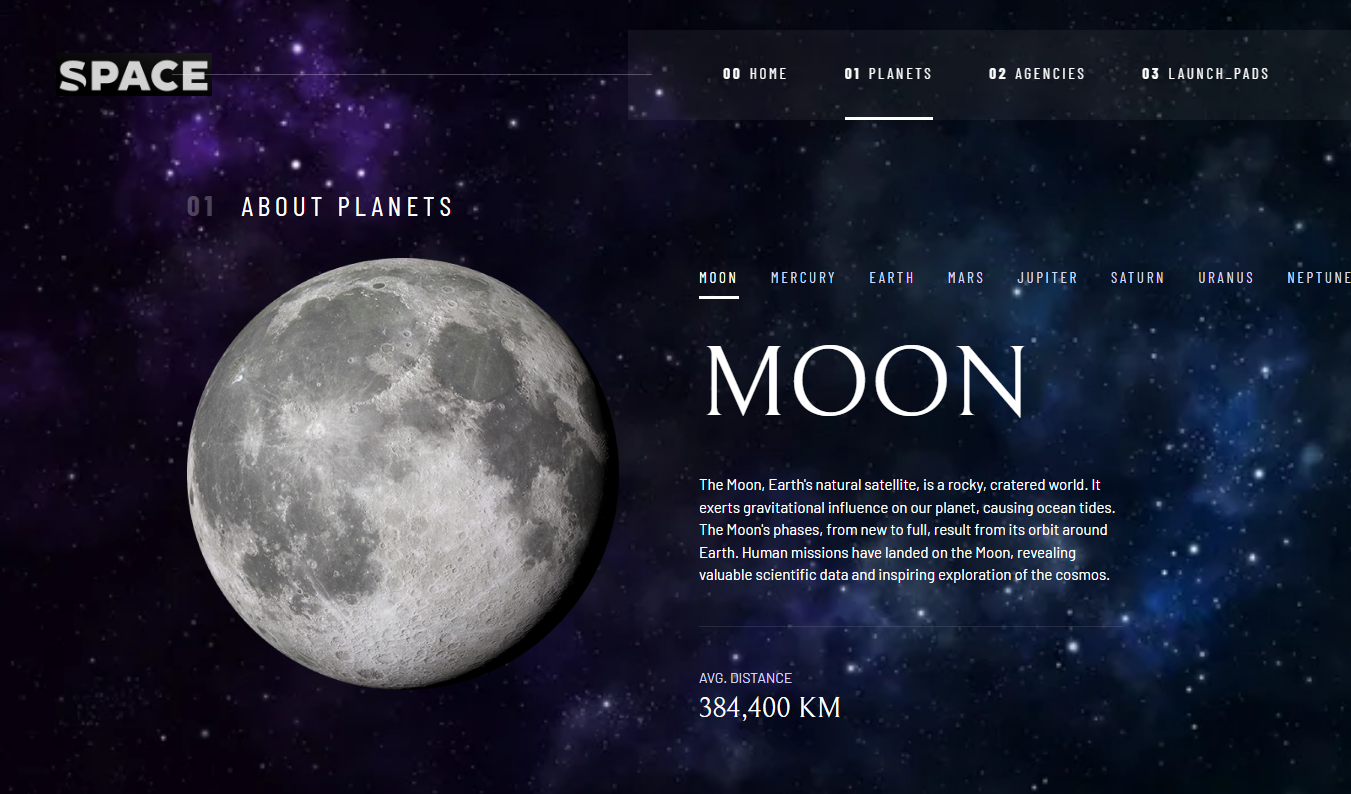 SPACE
00 HOME 01 PLANETS 02 AGENCIES 03 LAUNCH_PADS
01 ABOUT PLANETS
MOON MERCURY EARTH MARS JUPITER SATURN URANUS NEPTUNE
MOON
The Moon, Earth's natural satellite, is a rocky, cratered world. It
exerts gravitational influence on our planet, causing ocean tides.
The Moon's phases, from new to full, result from its orbit around
Earth. Human missions have landed on the Moon, revealing
valuable scientific data and inspiring exploration of the cosmos.
AVG. DISTANCE
384,400 KM